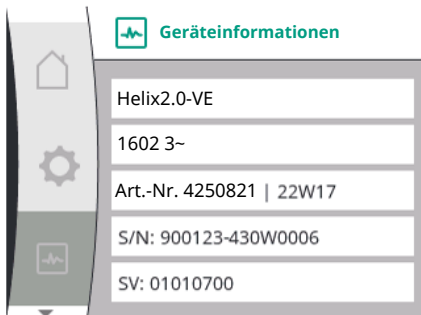 Geräteinformationen
Helix2.0-VE
1602 3~
Art.-Nr. 4250821 | 22W17
S/N: 900123-430W0006
SV: 01010700